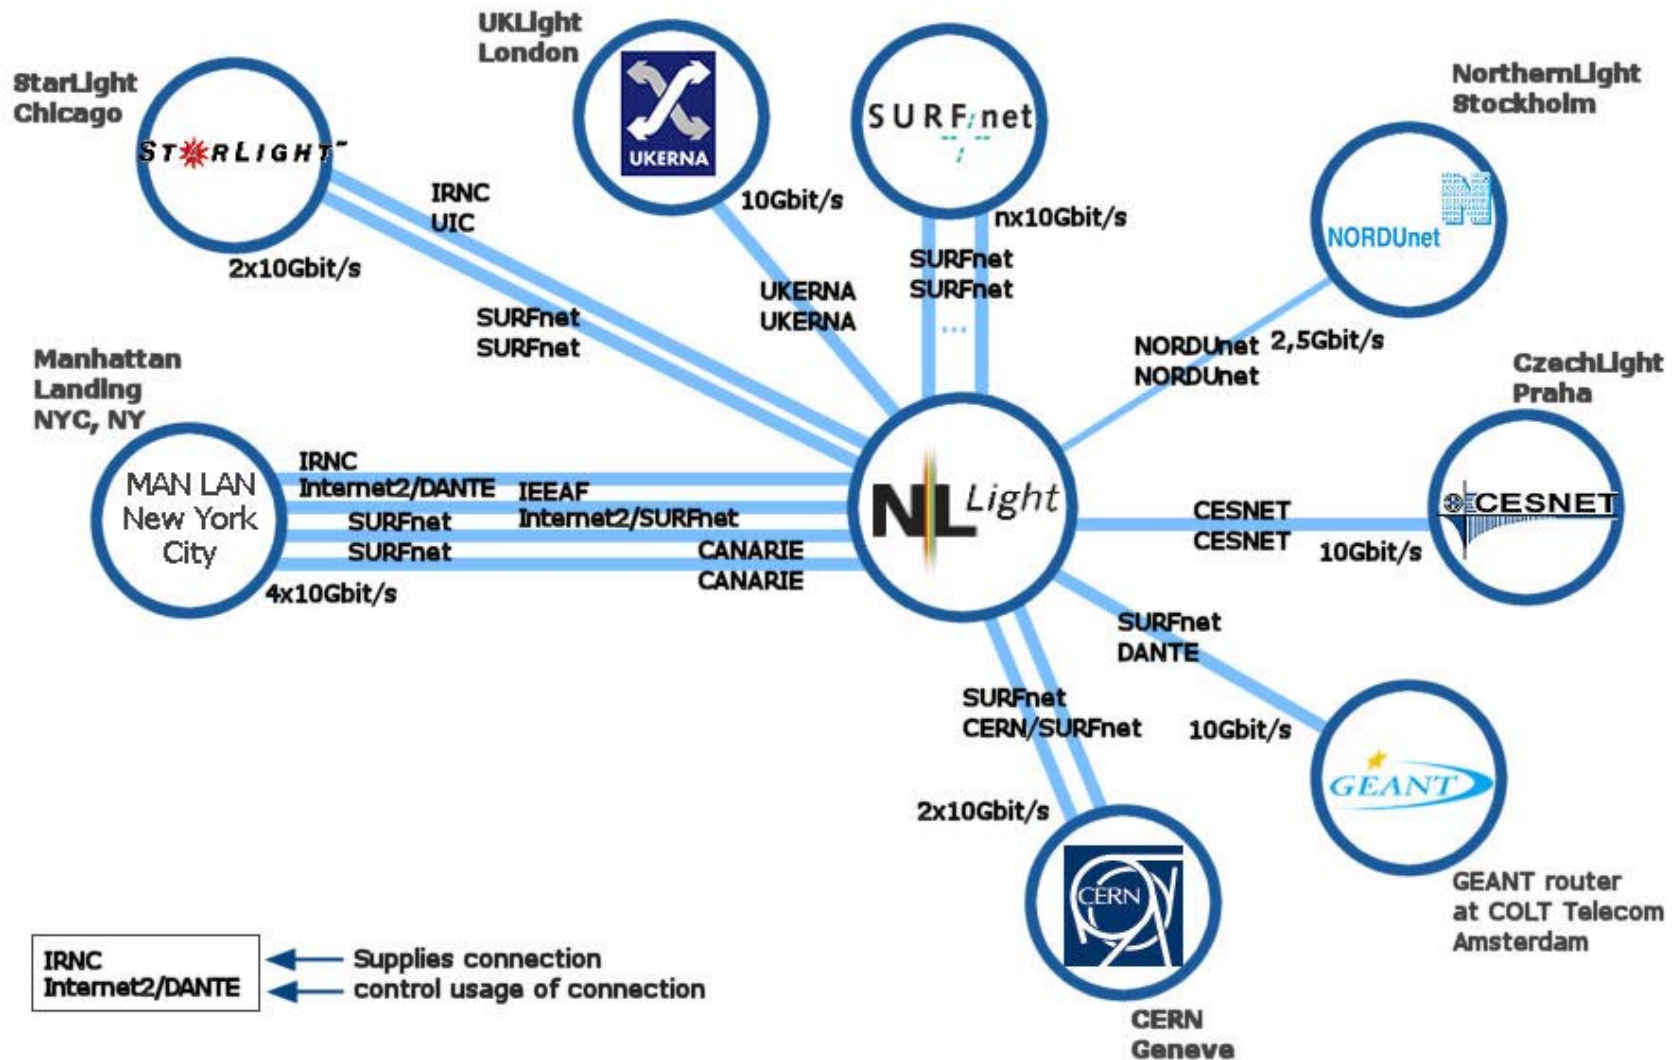 UKLight
London
StarLight
Chicago
STARLIGHT
UKERNA
SURFnet
NorthernLight
Stockholm
NORDUnet
N
IRNC
UIC
10Gbit/s
nx10Gbit/s
2x10Gbit/s
SURFnet
SURFnet
UKERNA
UKERNA
SURFnet
SURFnet
...
NORDUnet
NORDUnet
2,5Gbit/s
Manhattan
Landing
NYC, NY
CzechLight
Praha
MAN LAN
New York
City
IRNC
Internet2/DANTE
IEEAF
Internet2/SURFnet
SURFnet
SURFnet
CANARIE
CANARIE
4x10Gbit/s
NL Light
CESNET
CESNET
10Gbit/s
CESNET
SURFnet
DANTE
10Gbit/s
SURFnet
CERN/SURFnet
2x10Gbit/s
GEANT
CERN
GEANT router
at COLT Telecom
Amsterdam
CERN
Geneve
IRNC
Internet2/DANTE
Supplies connection
control usage of connection